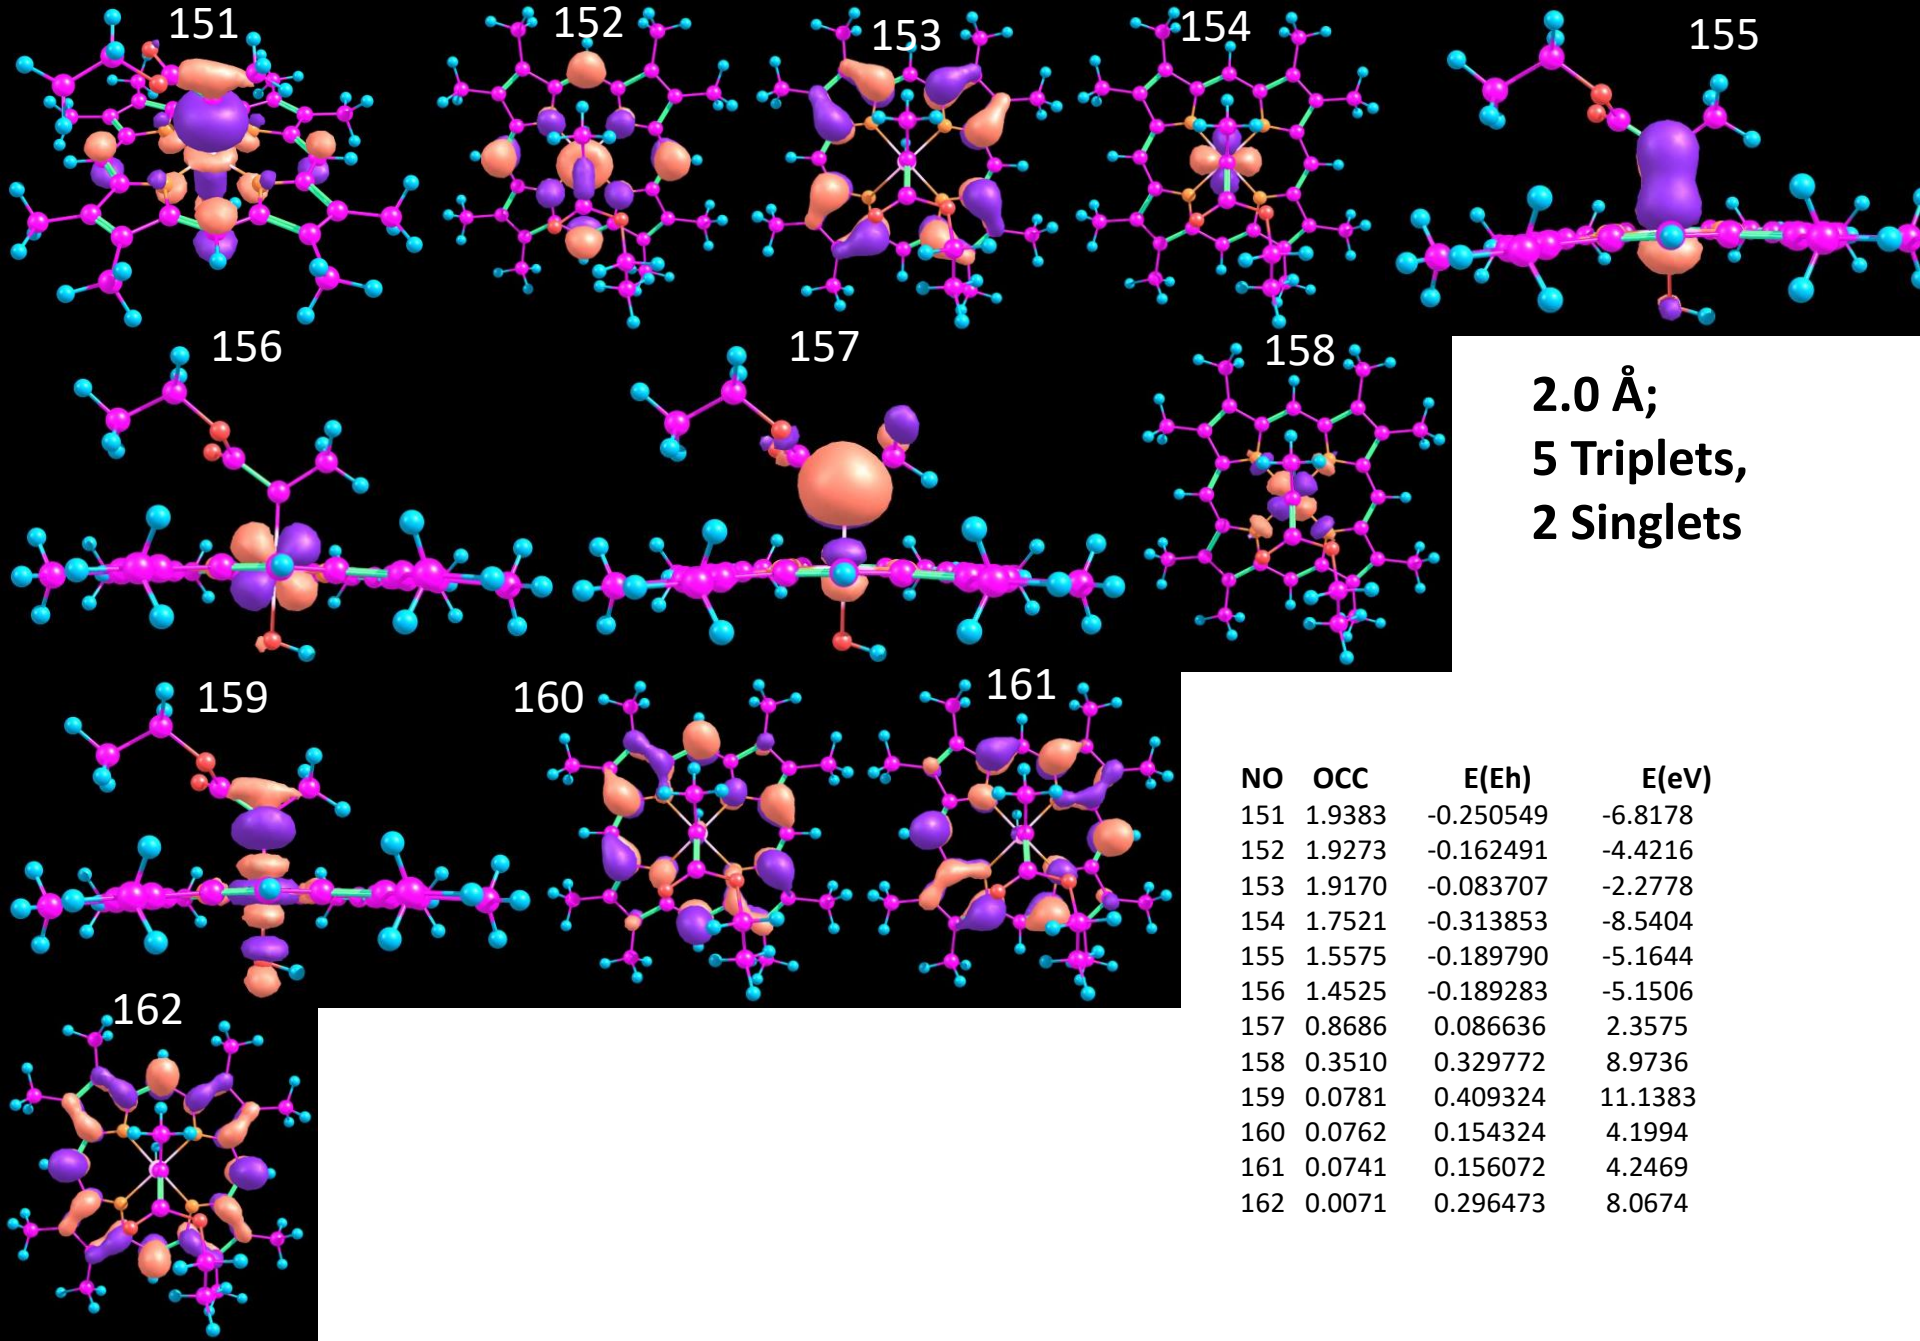 151
152
153
154
155
156
157
158
2.0 Å;
5 Triplets,
2 Singlets
159
160
161
162
NO OCC E(Eh) E(eV)
151 1.9383 -0.250549 -6.8178
152 1.9273 -0.162491 -4.4216
153 1.9170 -0.083707 -2.2778
154 1.7521 -0.313853 -8.5404
155 1.5575 -0.189790 -5.1644
156 1.4525 -0.189283 -5.1506
157 0.8686 0.086636 2.3575
158 0.3510 0.329772 8.9736
159 0.0781 0.409324 11.1383
160 0.0762 0.154324 4.1994
161 0.0741 0.156072 4.2469
162 0.0071 0.296473 8.0674